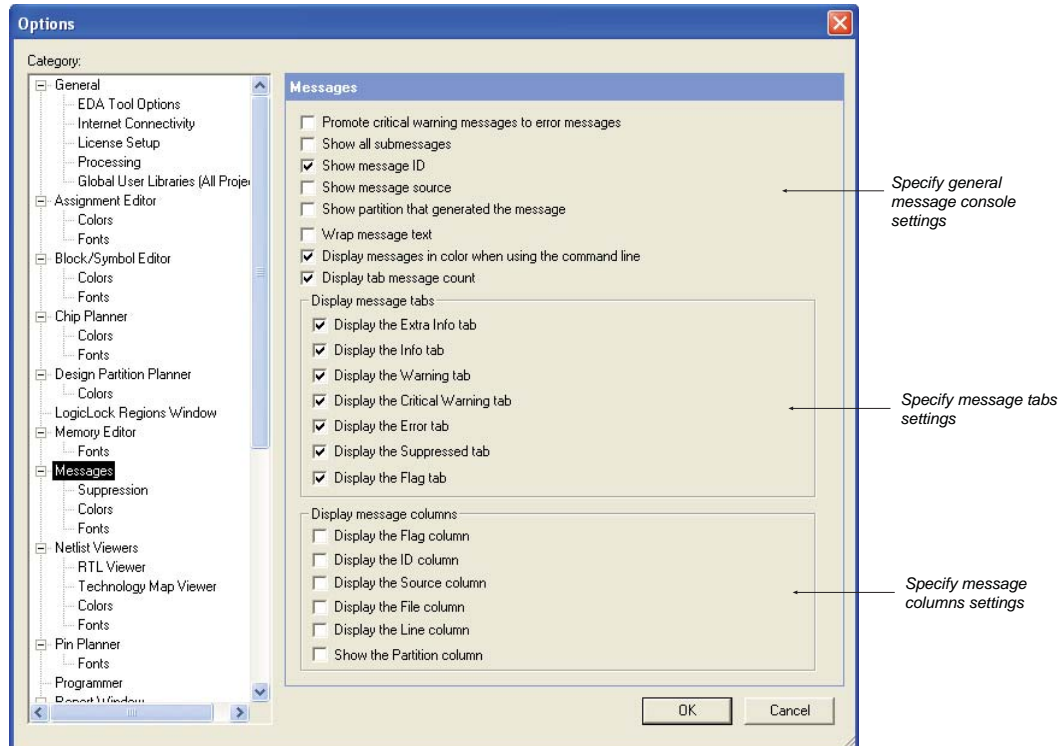 Options
Category:
General
EDA Tool Options
Internet Connectivity
License Setup
Processing
Global User Libraries (All Proje
Assignment Editor
Colors
Fonts
Block/Symbol Editor
Colors
Fonts
Chip Planner
Colors
Fonts
Design Partition Planner
Colors
LogicLock Regions Window
Memory Editor
Fonts
Messages
Suppression
Colors
Fonts
Netlist Viewers
RTL Viewer
Technology Map Viewer
Colors
Fonts
Pin Planner
Fonts
Programmer
Report Window
Messages
Promote critical warning messages to error messages
Show all submessages
Show message ID
Show message source
Show partition that generated the message
Wrap message text
Display messages in color when using the command line
Display tab message count
Display message tabs
Display the Extra Info tab
Display the Info tab
Display the Warning tab
Display the Critical Warning tab
Display the Error tab
Display the Suppressed tab
Display the Flag tab
Display message columns
Display the Flag column
Display the ID column
Display the Source column
Display the File column
Display the Line column
Show the Partition column
OK
Cancel
Specify general
message console
settings
Specify message tabs
settings
Specify message
columns settings